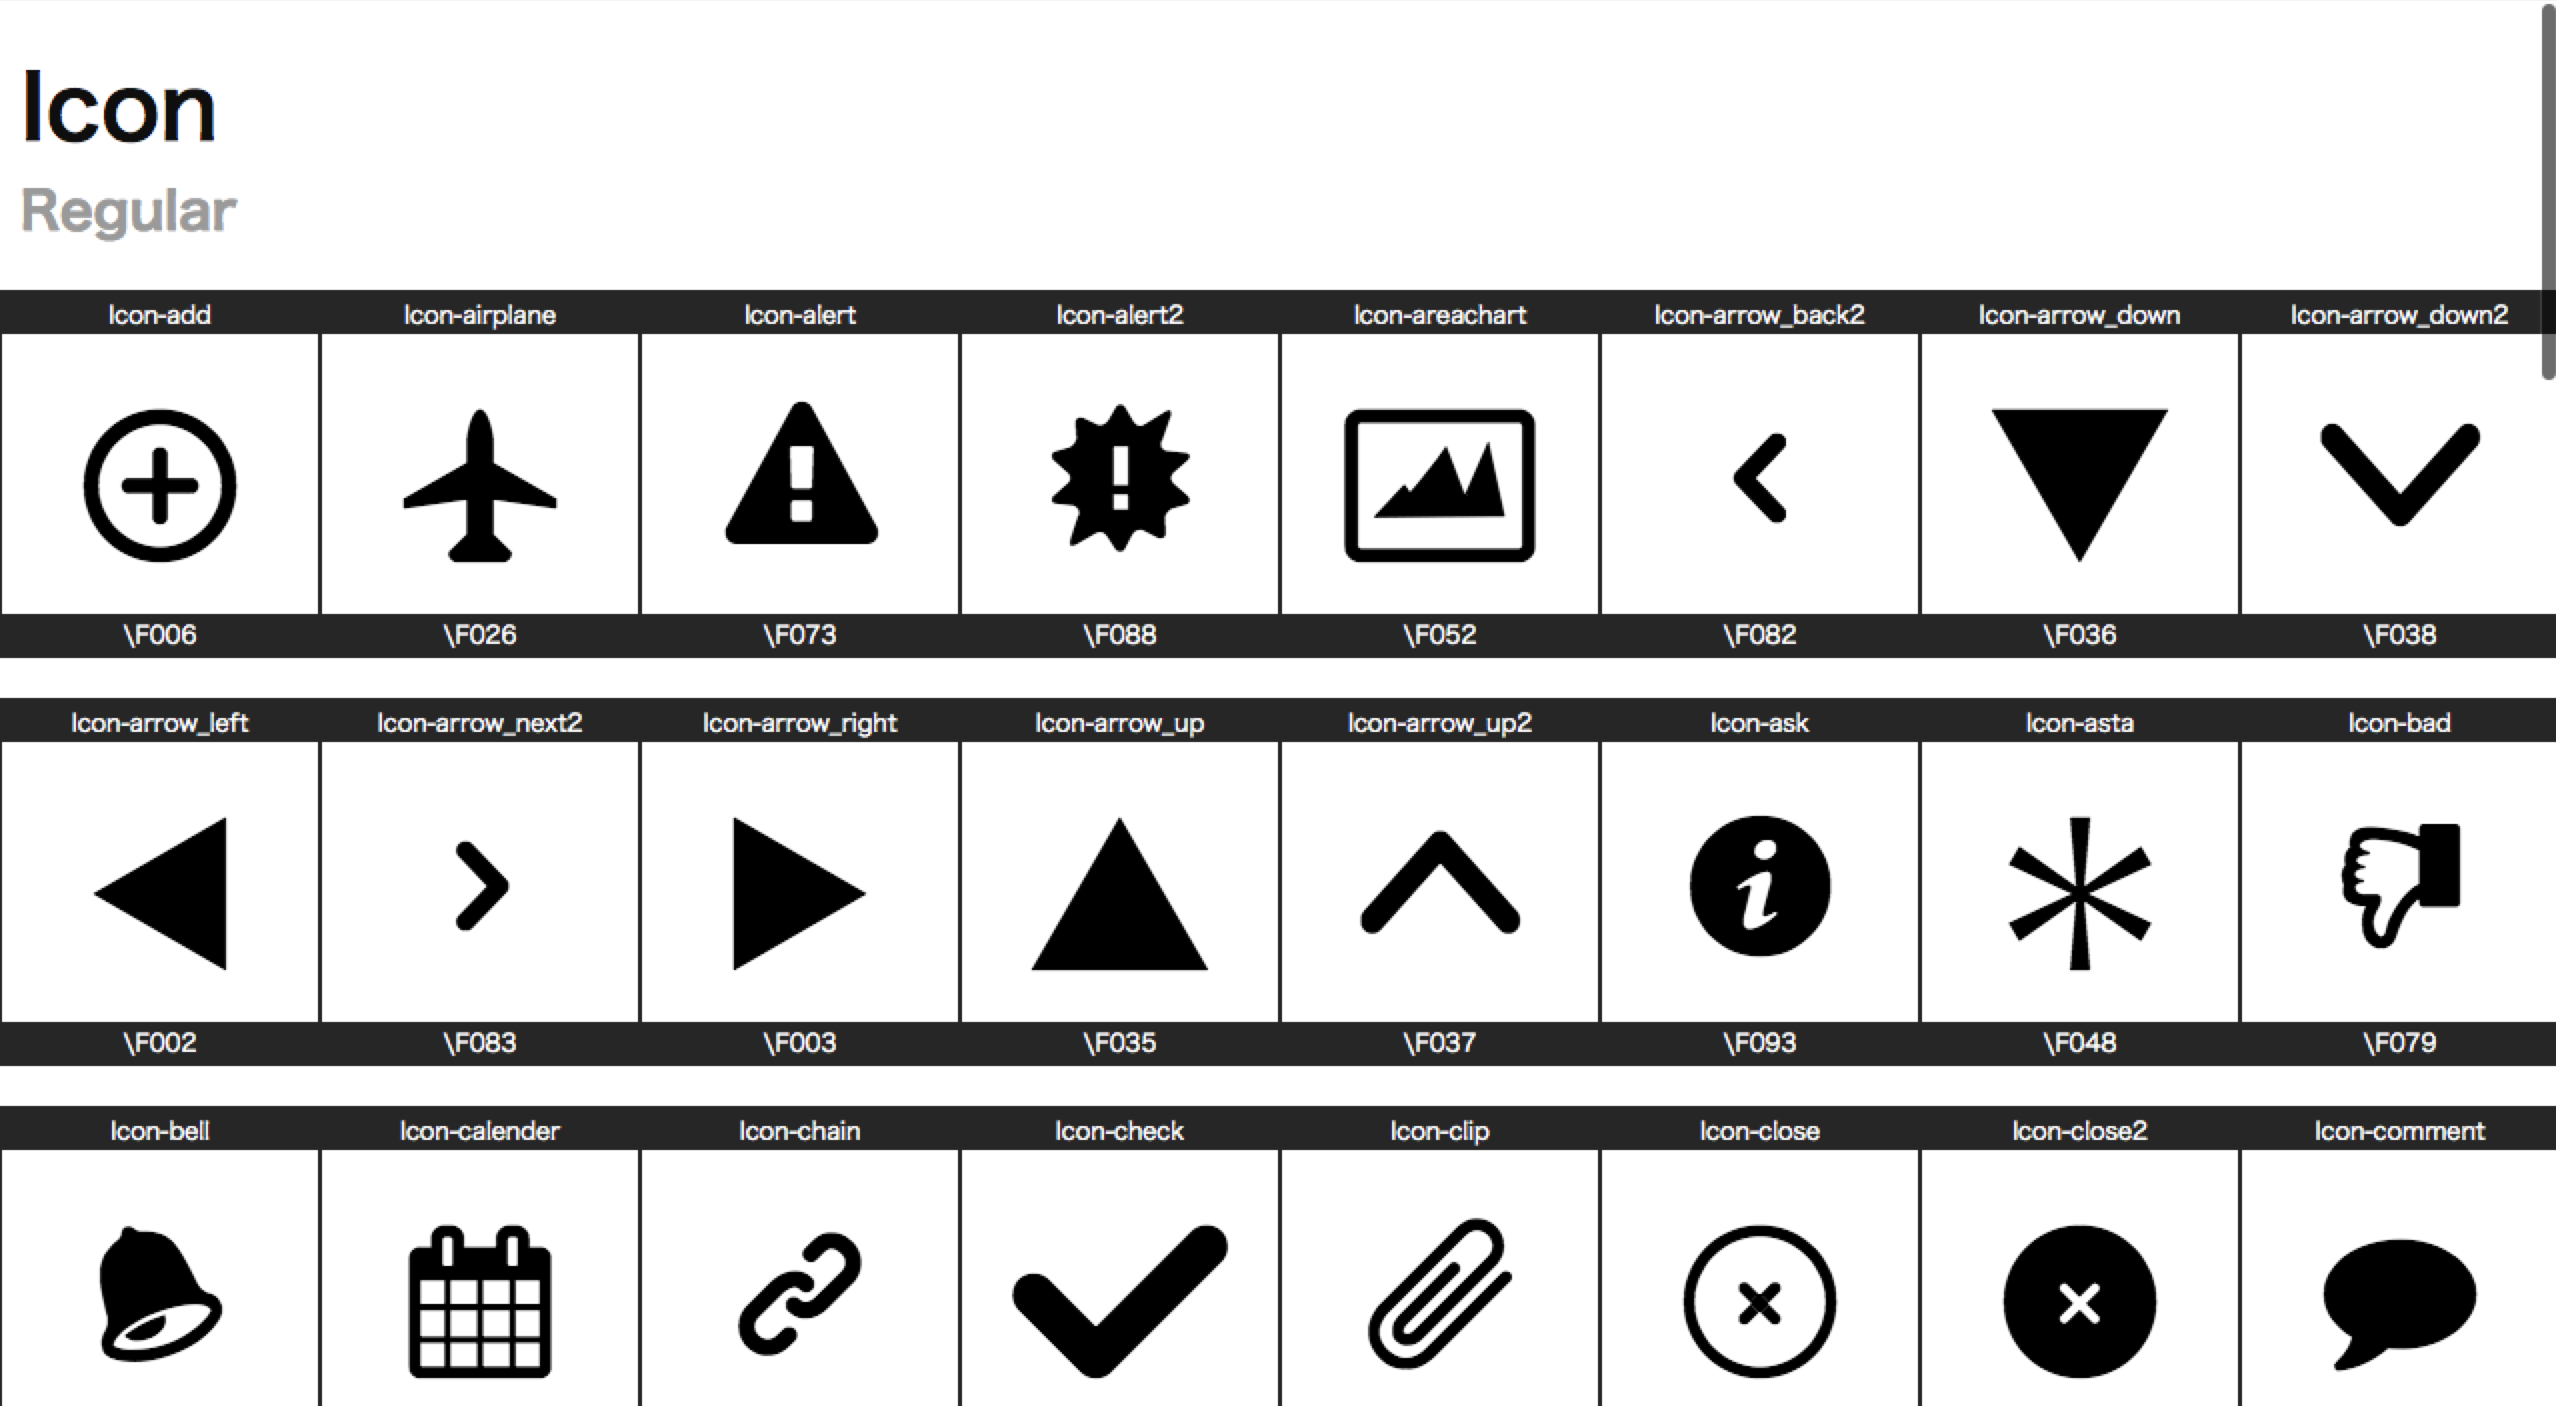 Icon
Regular
Icon-add Icon-airplane Icon-alert Icon-alert2 Icon-areachart Icon-arrow_back2 Icon-arrow_down Icon-arrow_down2
\F006 \F026 \F073 \F088 \F052 \F082 \F036 \F038
Icon-arrow_left Icon-arrow_next2 Icon-arrow_right Icon-arrow_up Icon-arrow_up2 Icon-ask Icon-asta Icon-bad
\F002 \F083 \F003 \F035 \F037 \F093 \F048 \F079
Icon-bell Icon-calender Icon-chain Icon-check Icon-clip Icon-close Icon-close2 Icon-comment